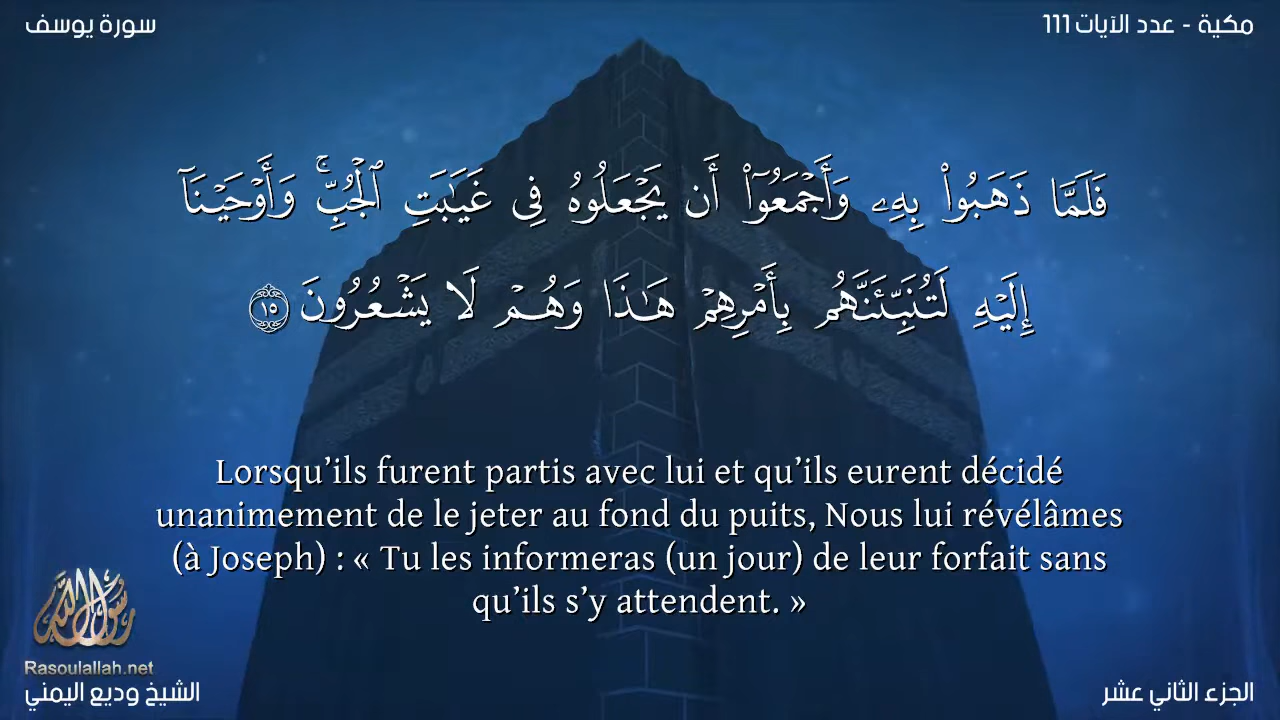 مكية - عدد الآيات 111
سورة يوسف
فَلَمَّا ذَهَبُوا۟ بِهِۦ وَأَجْمَعُوٓا۟ أَن يَجْعَلُوهُ فِى غَيَـٰبَتِ ٱلْجُبِّ ۚ وَأَوْحَيْنَآ
إِلَيْهِ لَتُنَبِّئَنَّهُم بِأَمْرِهِمْ هَـٰذَا وَهُمْ لَا يَشْعُرُونَ ١٥
Lorsqu’ils furent partis avec lui et qu’ils eurent décidé
unanimement de le jeter au fond du puits, Nous lui révélâmes
(à Joseph) : « Tu les informeras (un jour) de leur forfait sans
qu’ils s’y attendent. »
رسول الله
Rasoulallah.net
الجزء الثاني عشر
الشيخ وديع اليمني